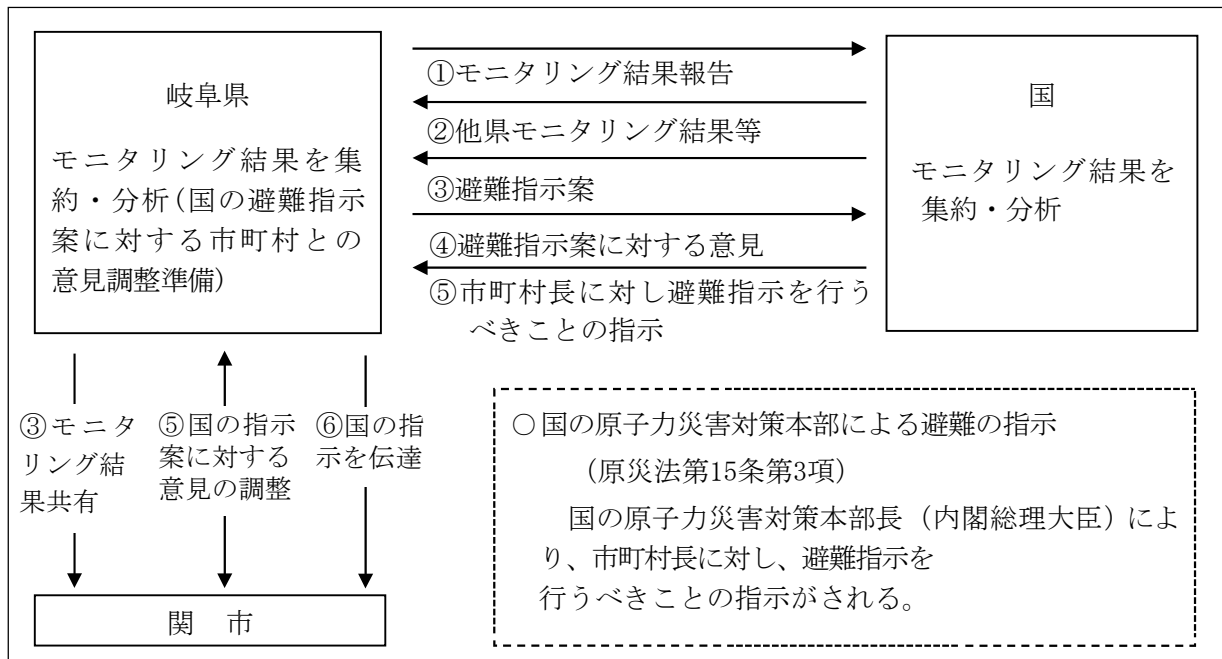 岐阜県
モニタリング結果を集
約・分析(国の避難指示
案に対する市町村との
意見調整準備)
①モニタリング結果報告
②他県モニタリング結果等
③避難指示案
④避難指示案に対する意見
⑤市町村長に対し避難指示を行う
べきことの指示
国
モニタリング結果を
集約・分析
③モニタ
リング結
果共有
⑤国の指示
案に対する
意見の調整
⑥国の指
示を伝達
関 市
○国の原子力災害対策本部による避難の指示
(原災法第15条第3項)
国の原子力災害対策本部長（内閣総理大臣）によ
り、市町村長に対し、避難指示を
行うべきことの指示がされる。